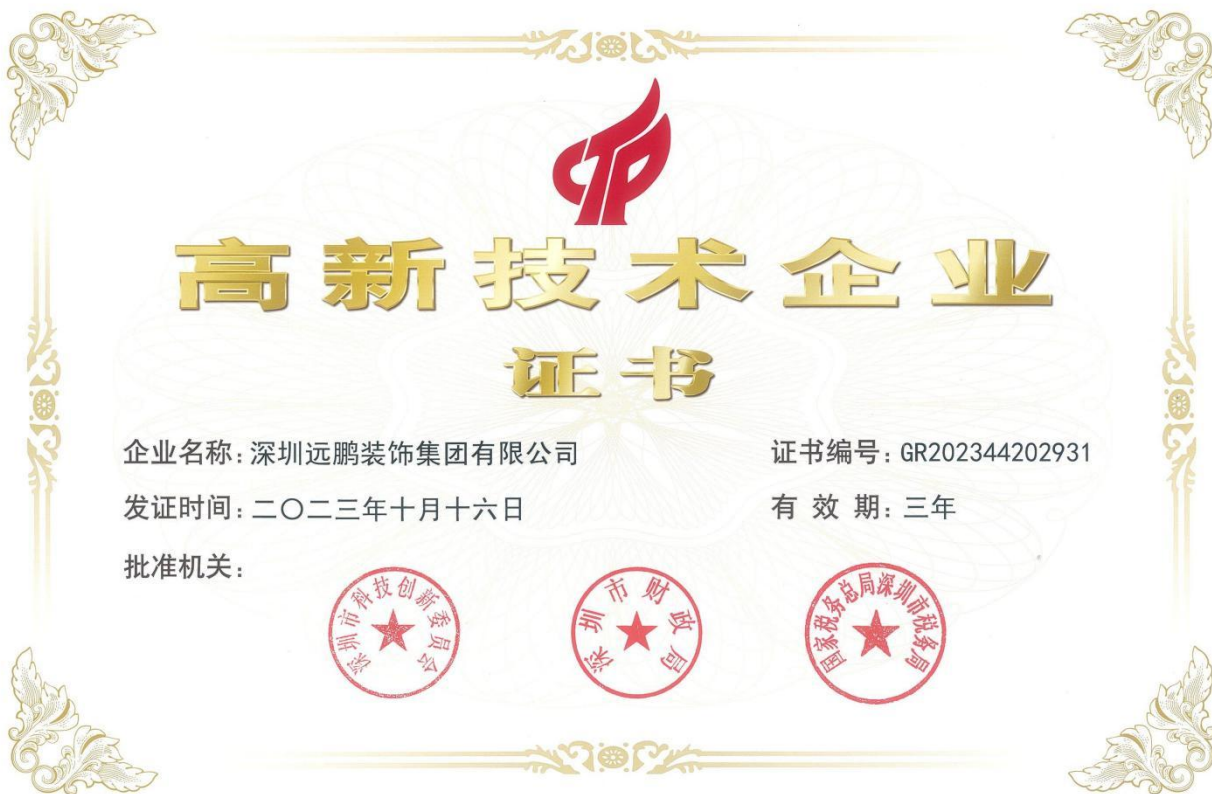 高新技术企业
证书
企业名称：深圳远鹏装饰集团有限公司
证书编号：GR202344202931
发证时间：二〇二三年十月十六日
有效期：三年
批准机关：
深圳市科技创新委员会
深圳市财政局
国家税务总局深圳市税务局